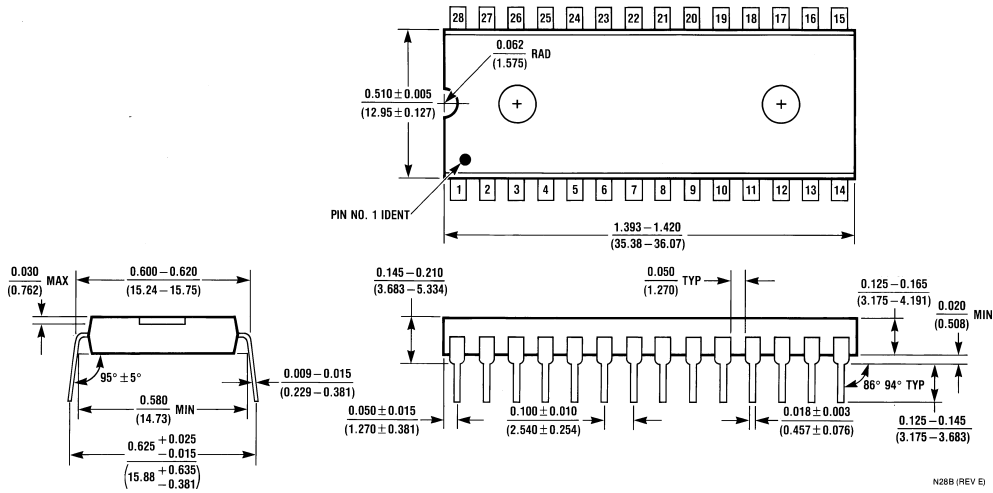 28 27 26 25 24 23 22 21 20 19 18 17 16 15
0.062
(1.575)
RAD
0.510 ± 0.005
(12.95 ± 0.127)
1 2 3 4 5 6 7 8 9 10 11 12 13 14
PIN NO. 1 IDENT
1.393 – 1.420
(35.38 – 36.07)
0.030
(0.762)
MAX
0.600 – 0.620
(15.24 – 15.75)
95° ± 5°
0.009 – 0.015
(0.229 – 0.381)
0.580
(14.73)
MIN
0.625 + 0.025
– 0.015
(15.88 + 0.635
– 0.381)
0.145 – 0.210
(3.683 – 5.334)
0.050
(1.270)
TYP
0.125 – 0.165
(3.175 – 4.191)
0.020
(0.508)
MIN
86° 94° TYP
0.050 ± 0.015
(1.270 ± 0.381)
0.100 ± 0.010
(2.540 ± 0.254)
0.018 ± 0.003
(0.457 ± 0.076)
0.125 – 0.145
(3.175 – 3.683)
N28B (REV E)